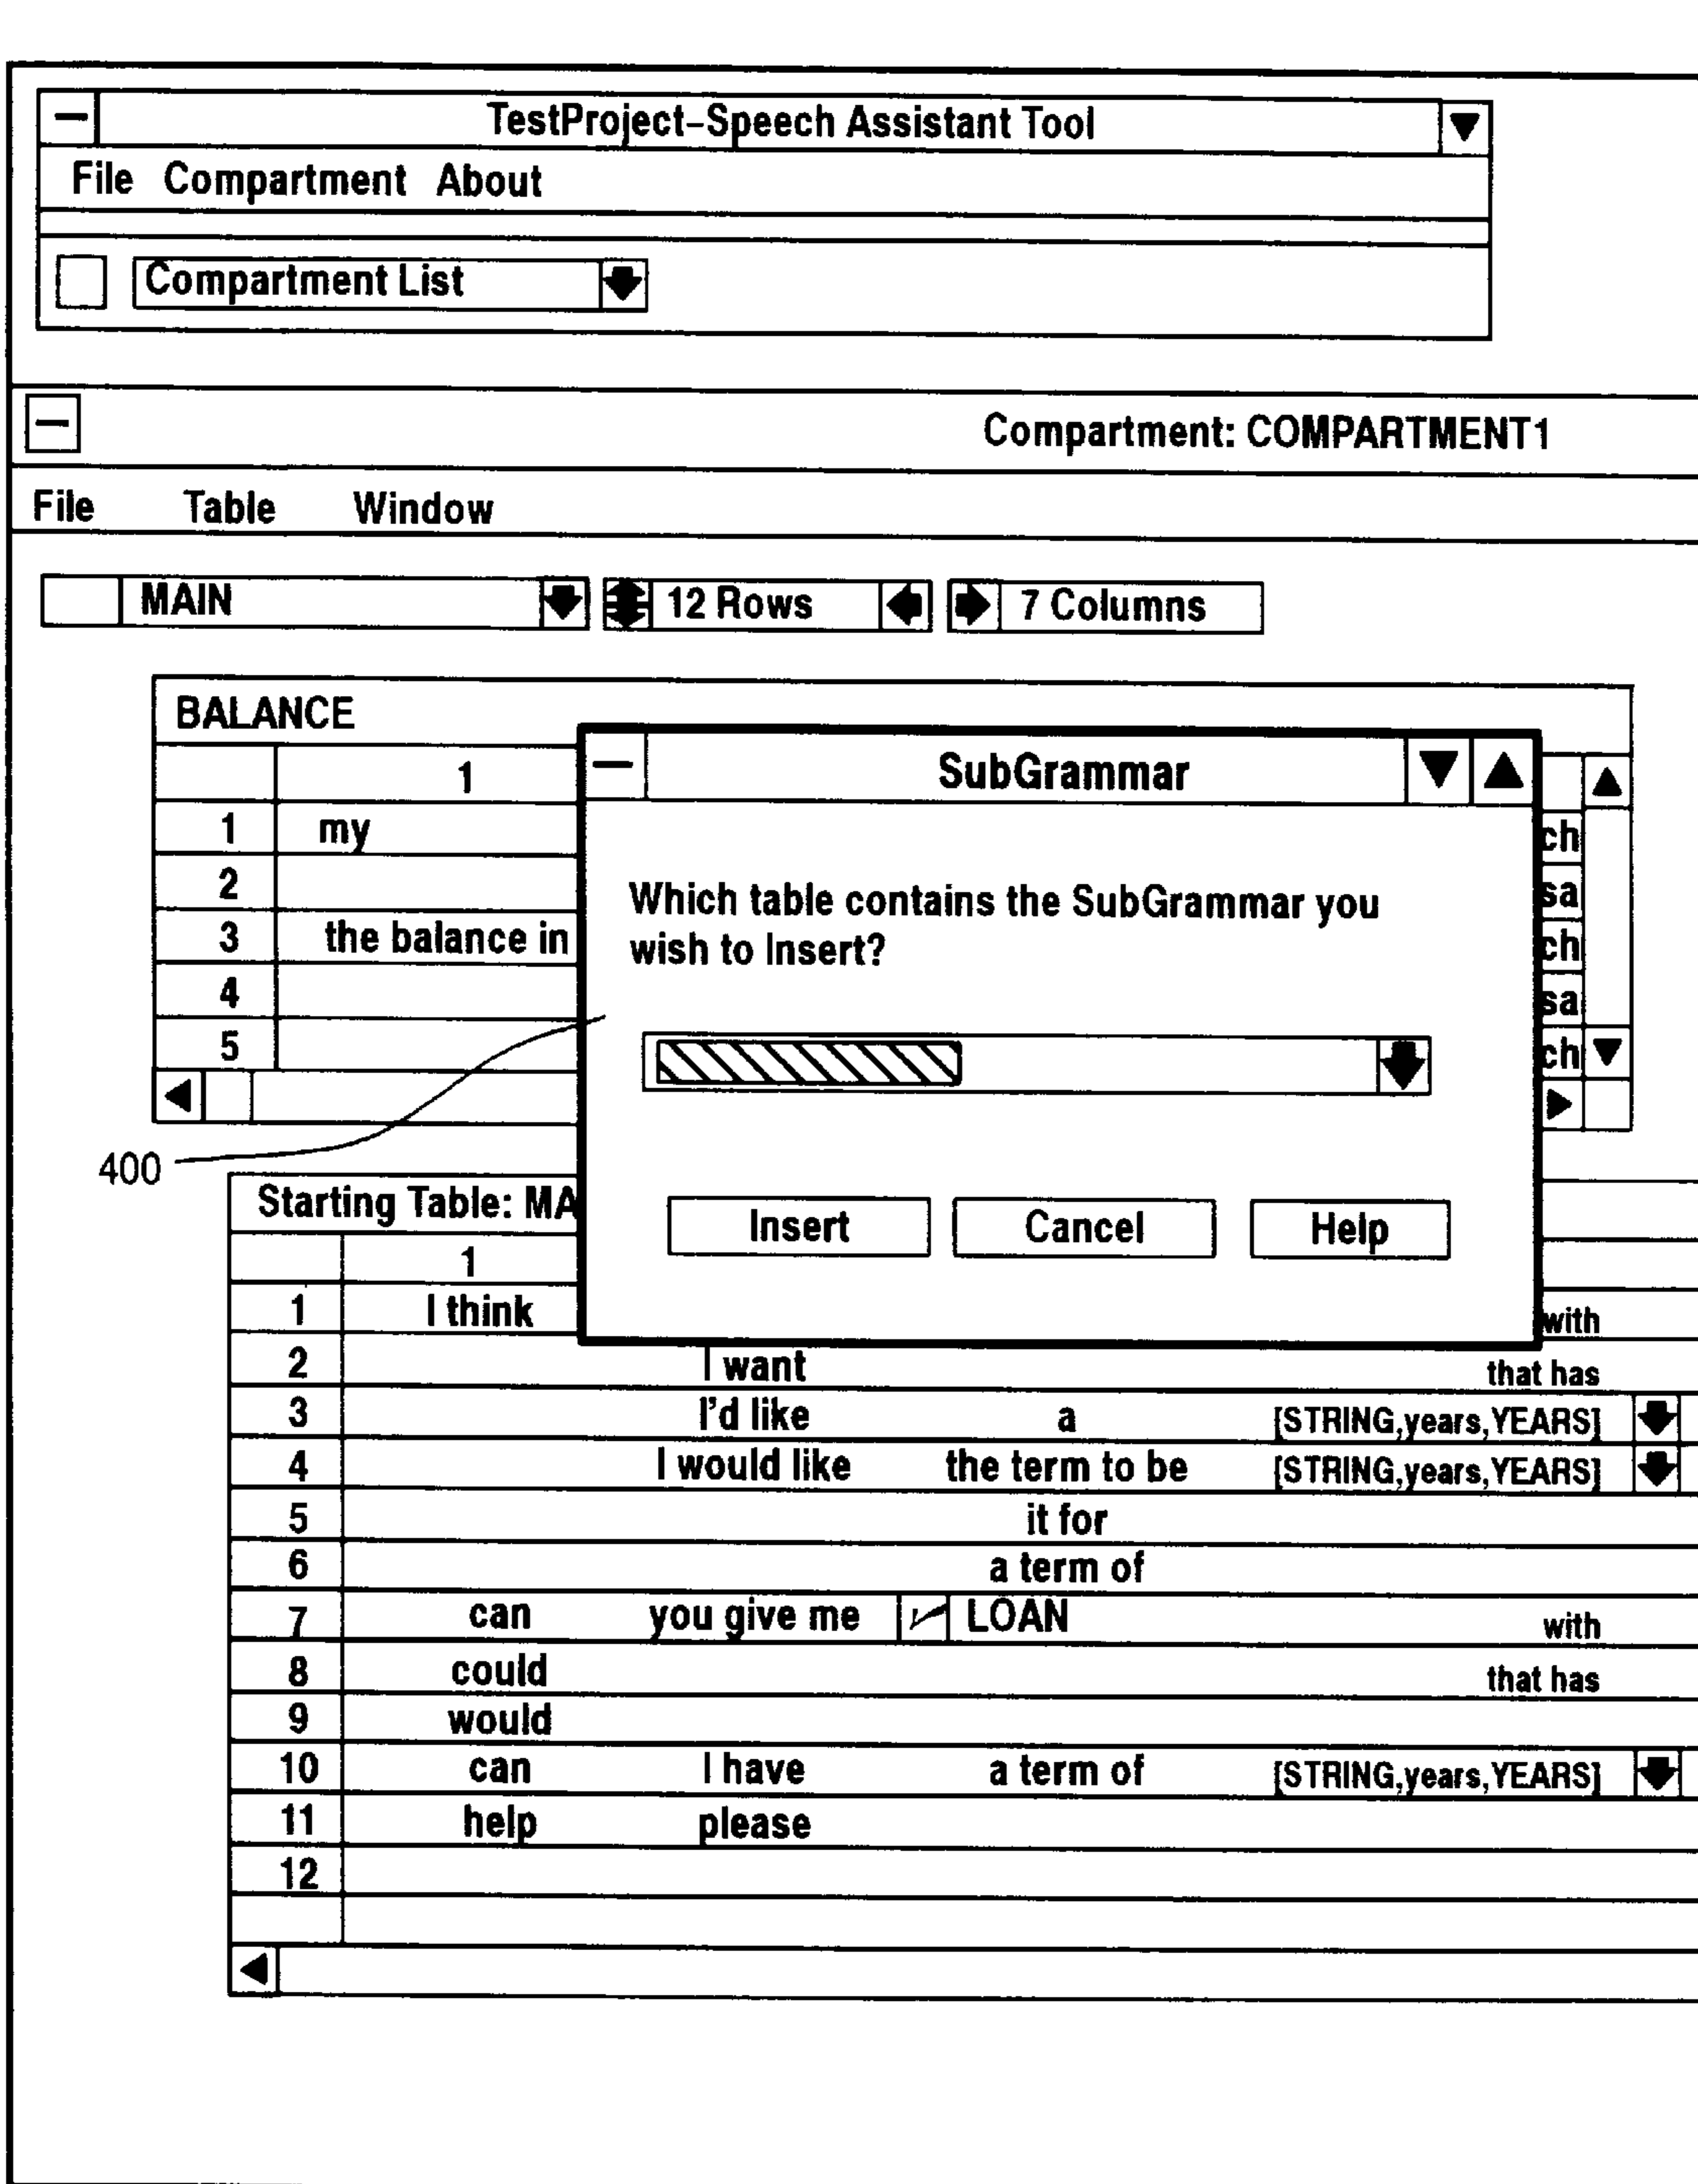 TestProject-Speech Assistant Tool
File Compartment About
Compartment List
Compartment: COMPARTMENT1
File Table Window
MAIN 12 Rows 7 Columns
BALANCE
1
1 my ch
2 sa
3 the balance in ch
4 sa
5 ch
SubGrammar
Which table contains the SubGrammar you
wish to Insert?
Insert Cancel Help
400
Starting Table: MA
1
1 I think with
2 I want that has
3 I'd like a [STRING,years,YEARS]
4 I would like the term to be [STRING,years,YEARS]
5 it for
6 a term of
7 can you give me LOAN with
8 could that has
9 would
10 can I have a term of [STRING,years,YEARS]
11 help please
12